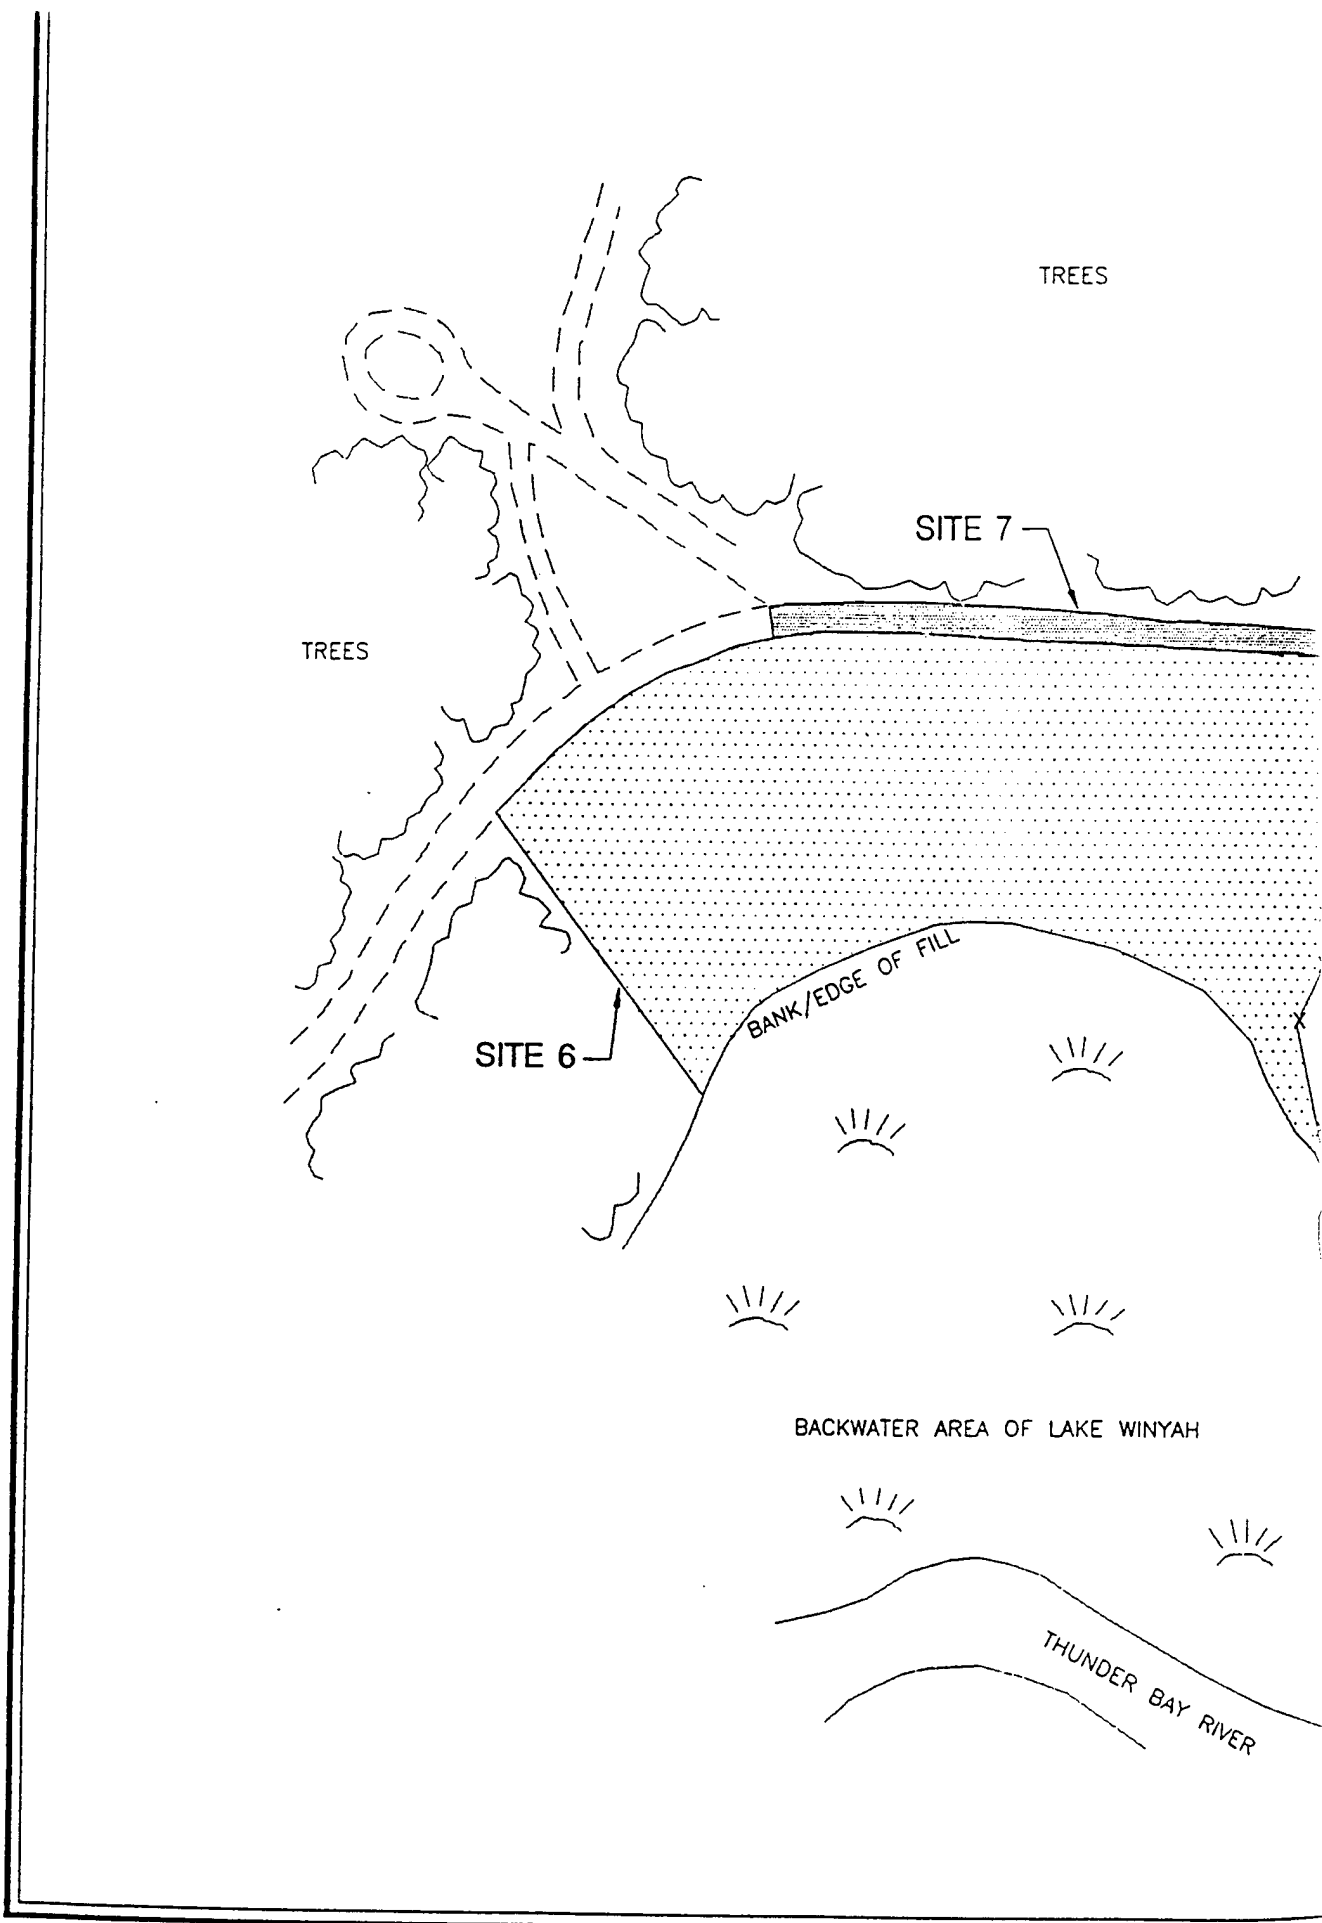 TREES
SITE 7
TREES
BANK/EDGE OF FILL
X
SITE 6
BACKWATER AREA OF LAKE WINYAH
THUNDER BAY RIVER